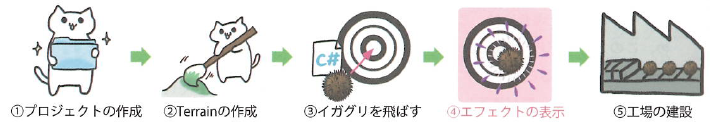 C#
①プロジェクトの作成
②Terrainの作成
③イガグリを飛ばす
④エフェクトの表示
⑤工場の建設